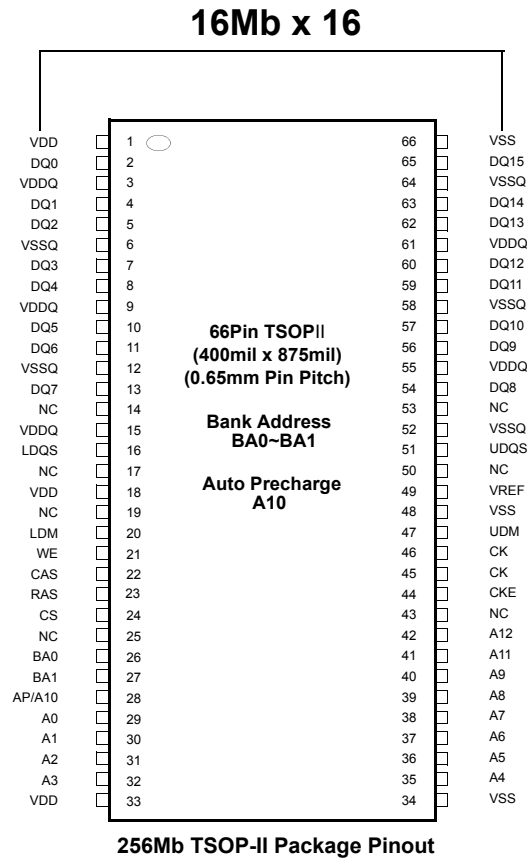 16Mb x 16
VDD 1 66 VSS
DQ0 2 65 DQ15
VDDQ 3 64 VSSQ
DQ1 4 63 DQ14
DQ2 5 62 DQ13
VSSQ 6 61 VDDQ
DQ3 7 60 DQ12
DQ4 8 59 DQ11
VDDQ 9 58 VSSQ
DQ5 10 57 DQ10
DQ6 11 56 DQ9
VSSQ 12 55 VDDQ
DQ7 13 54 DQ8
NC 14 53 NC
VDDQ 15 52 VSSQ
LDQS 16 51 UDQS
NC 17 50 NC
VDD 18 49 VREF
NC 19 48 VSS
LDM 20 47 UDM
WE 21 46 CK
CAS 22 45 CK
RAS 23 44 CKE
CS 24 43 NC
NC 25 42 A12
BA0 26 41 A11
BA1 27 40 A9
AP/A10 28 39 A8
A0 29 38 A7
A1 30 37 A6
A2 31 36 A5
A3 32 35 A4
VDD 33 34 VSS
66Pin TSOPII
(400mil x 875mil)
(0.65mm Pin Pitch)
Bank Address
BA0~BA1
Auto Precharge
A10
256Mb TSOP-II Package Pinout